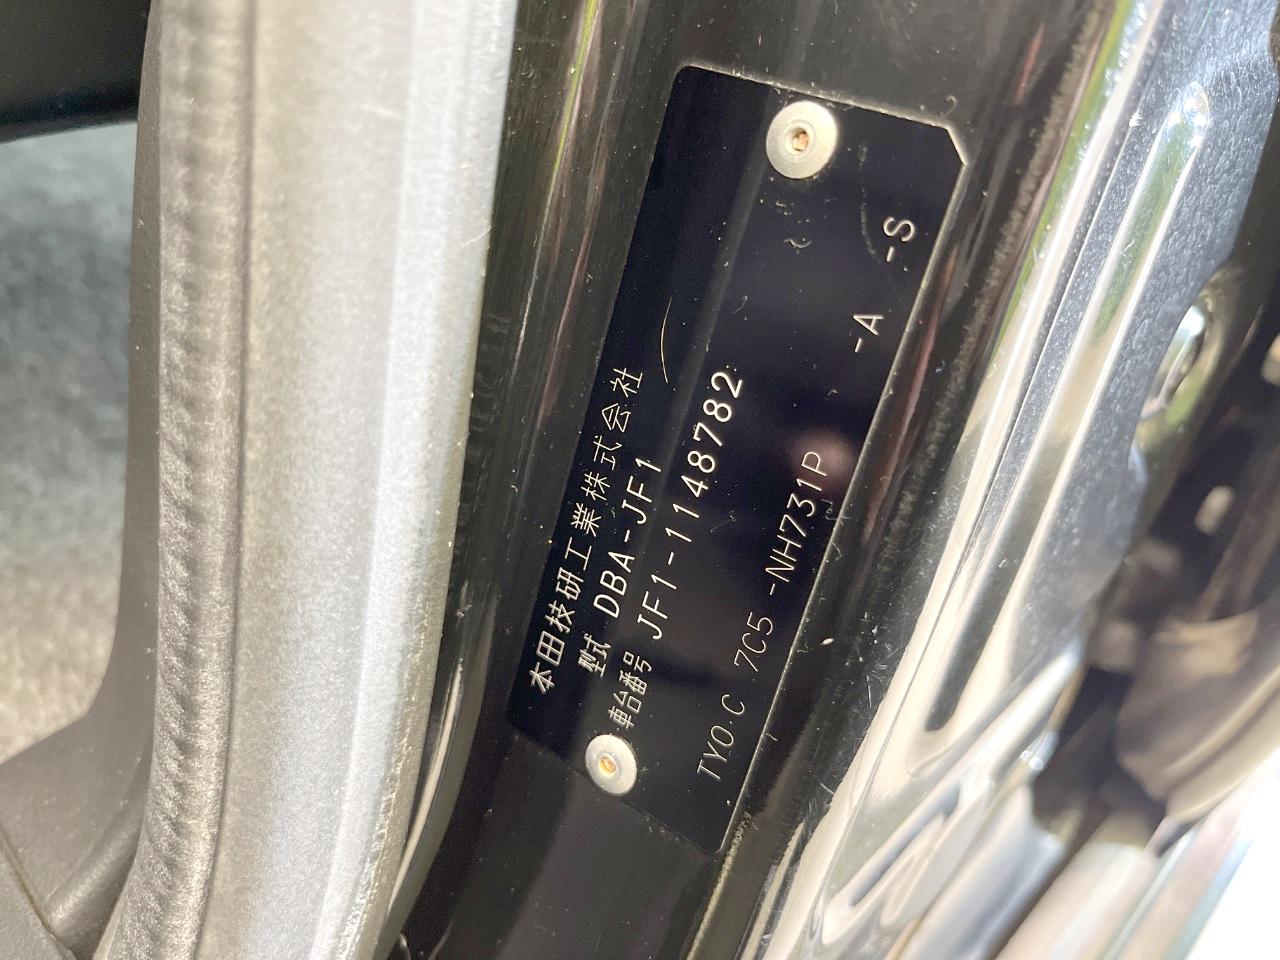 本田技研工業株式会社
型式 DBA-JF1
車台番号 JF1-1148782
TY0.C 7C5 -NH731P -A -S